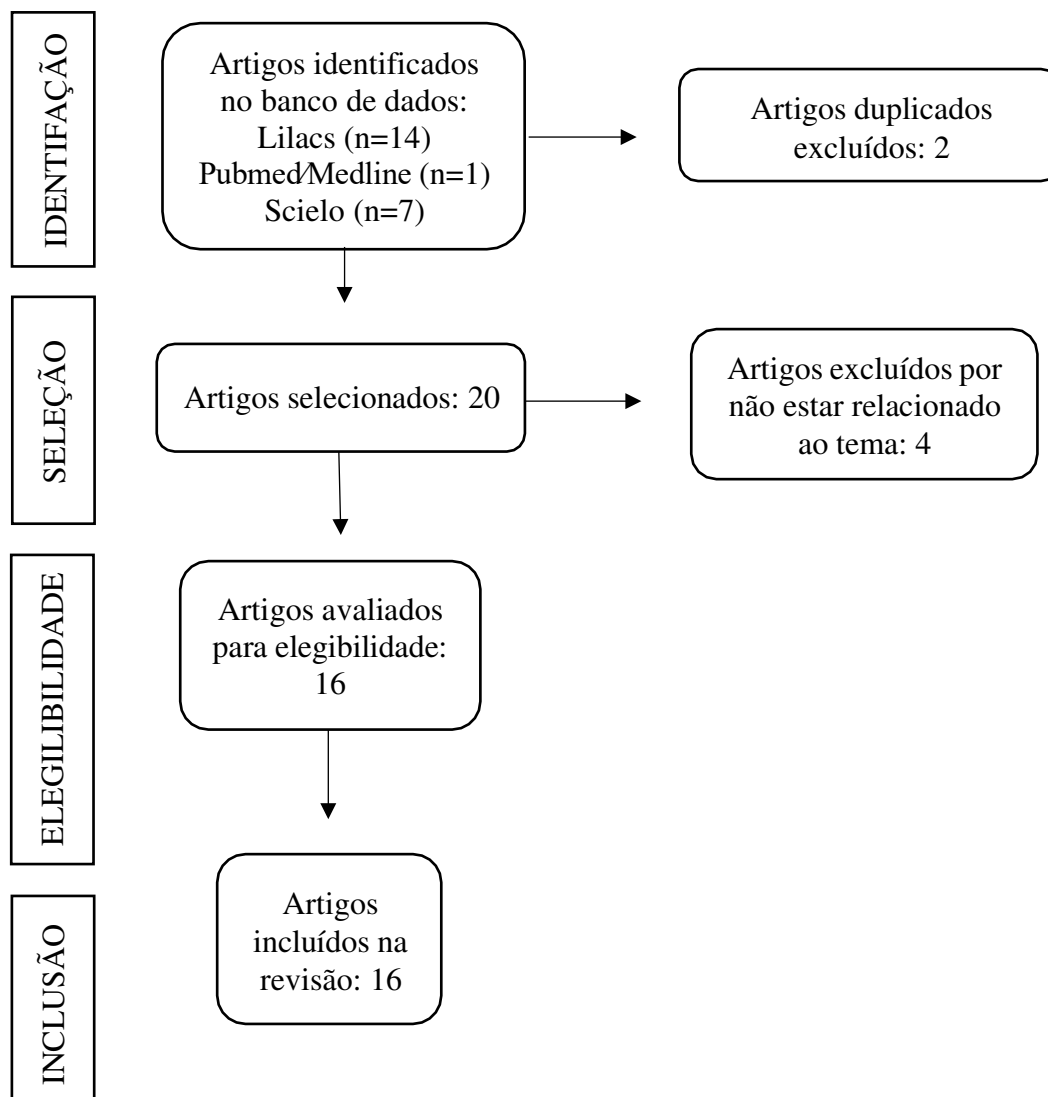 IDENTIFAÇÃO
Artigos identificados
no banco de dados:
Lilacs (n=14)
Pubmed/Medline (n=1)
Scielo (n=7)
Artigos duplicados
excluídos: 2
SELEÇÃO
Artigos selecionados: 20
Artigos excluídos por
não estar relacionado
ao tema: 4
ELEGILIBILIDADE
Artigos avaliados
para elegibilidade:
16
INCLUSÃO
Artigos
incluídos na
revisão: 16